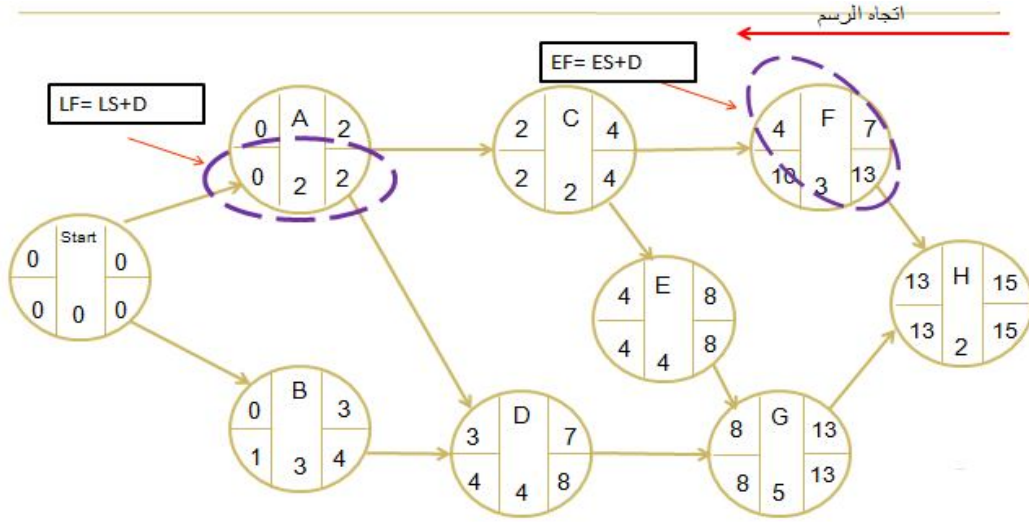 اتجاه الرسم
EF= ES+D
LF= LS+D
0 A 2
0 2 2
2 C 4
2 2 4
4 F 7
10 3 13
Start
0 0
0 0 0
4 E 8
4 4 8
13 H 15
13 2 15
0 B 3
1 3 4
3 D 7
4 4 8
8 G 13
8 5 13